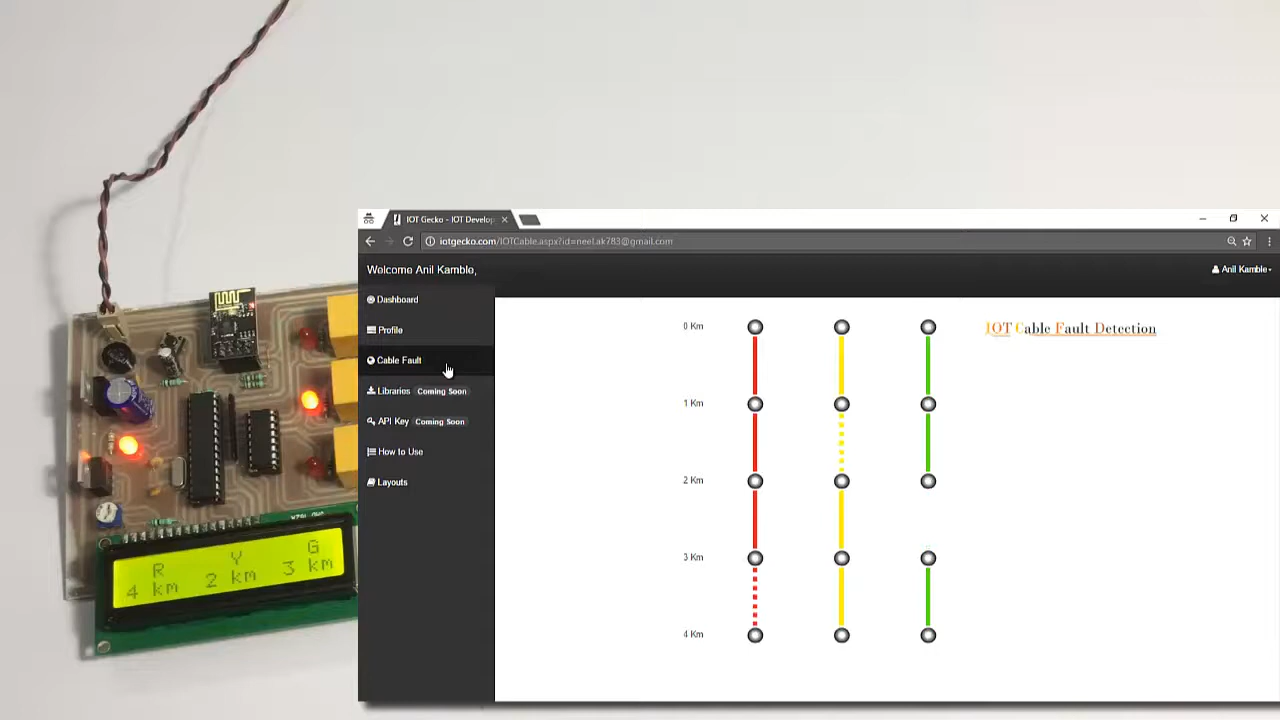 IOT Gecko - IOT Develop
iotgecko.com/IOTCable.aspx?id=neel.ak783@gmail.com
Welcome Anil Kamble,
Anil Kamble
Dashboard
Profile
Cable Fault
Libraries Coming Soon
API Key Coming Soon
How to Use
Layouts
0 Km
1 Km
2 Km
3 Km
4 Km
IOT Cable Fault Detection
R Y G
4 km 2 km 3 km